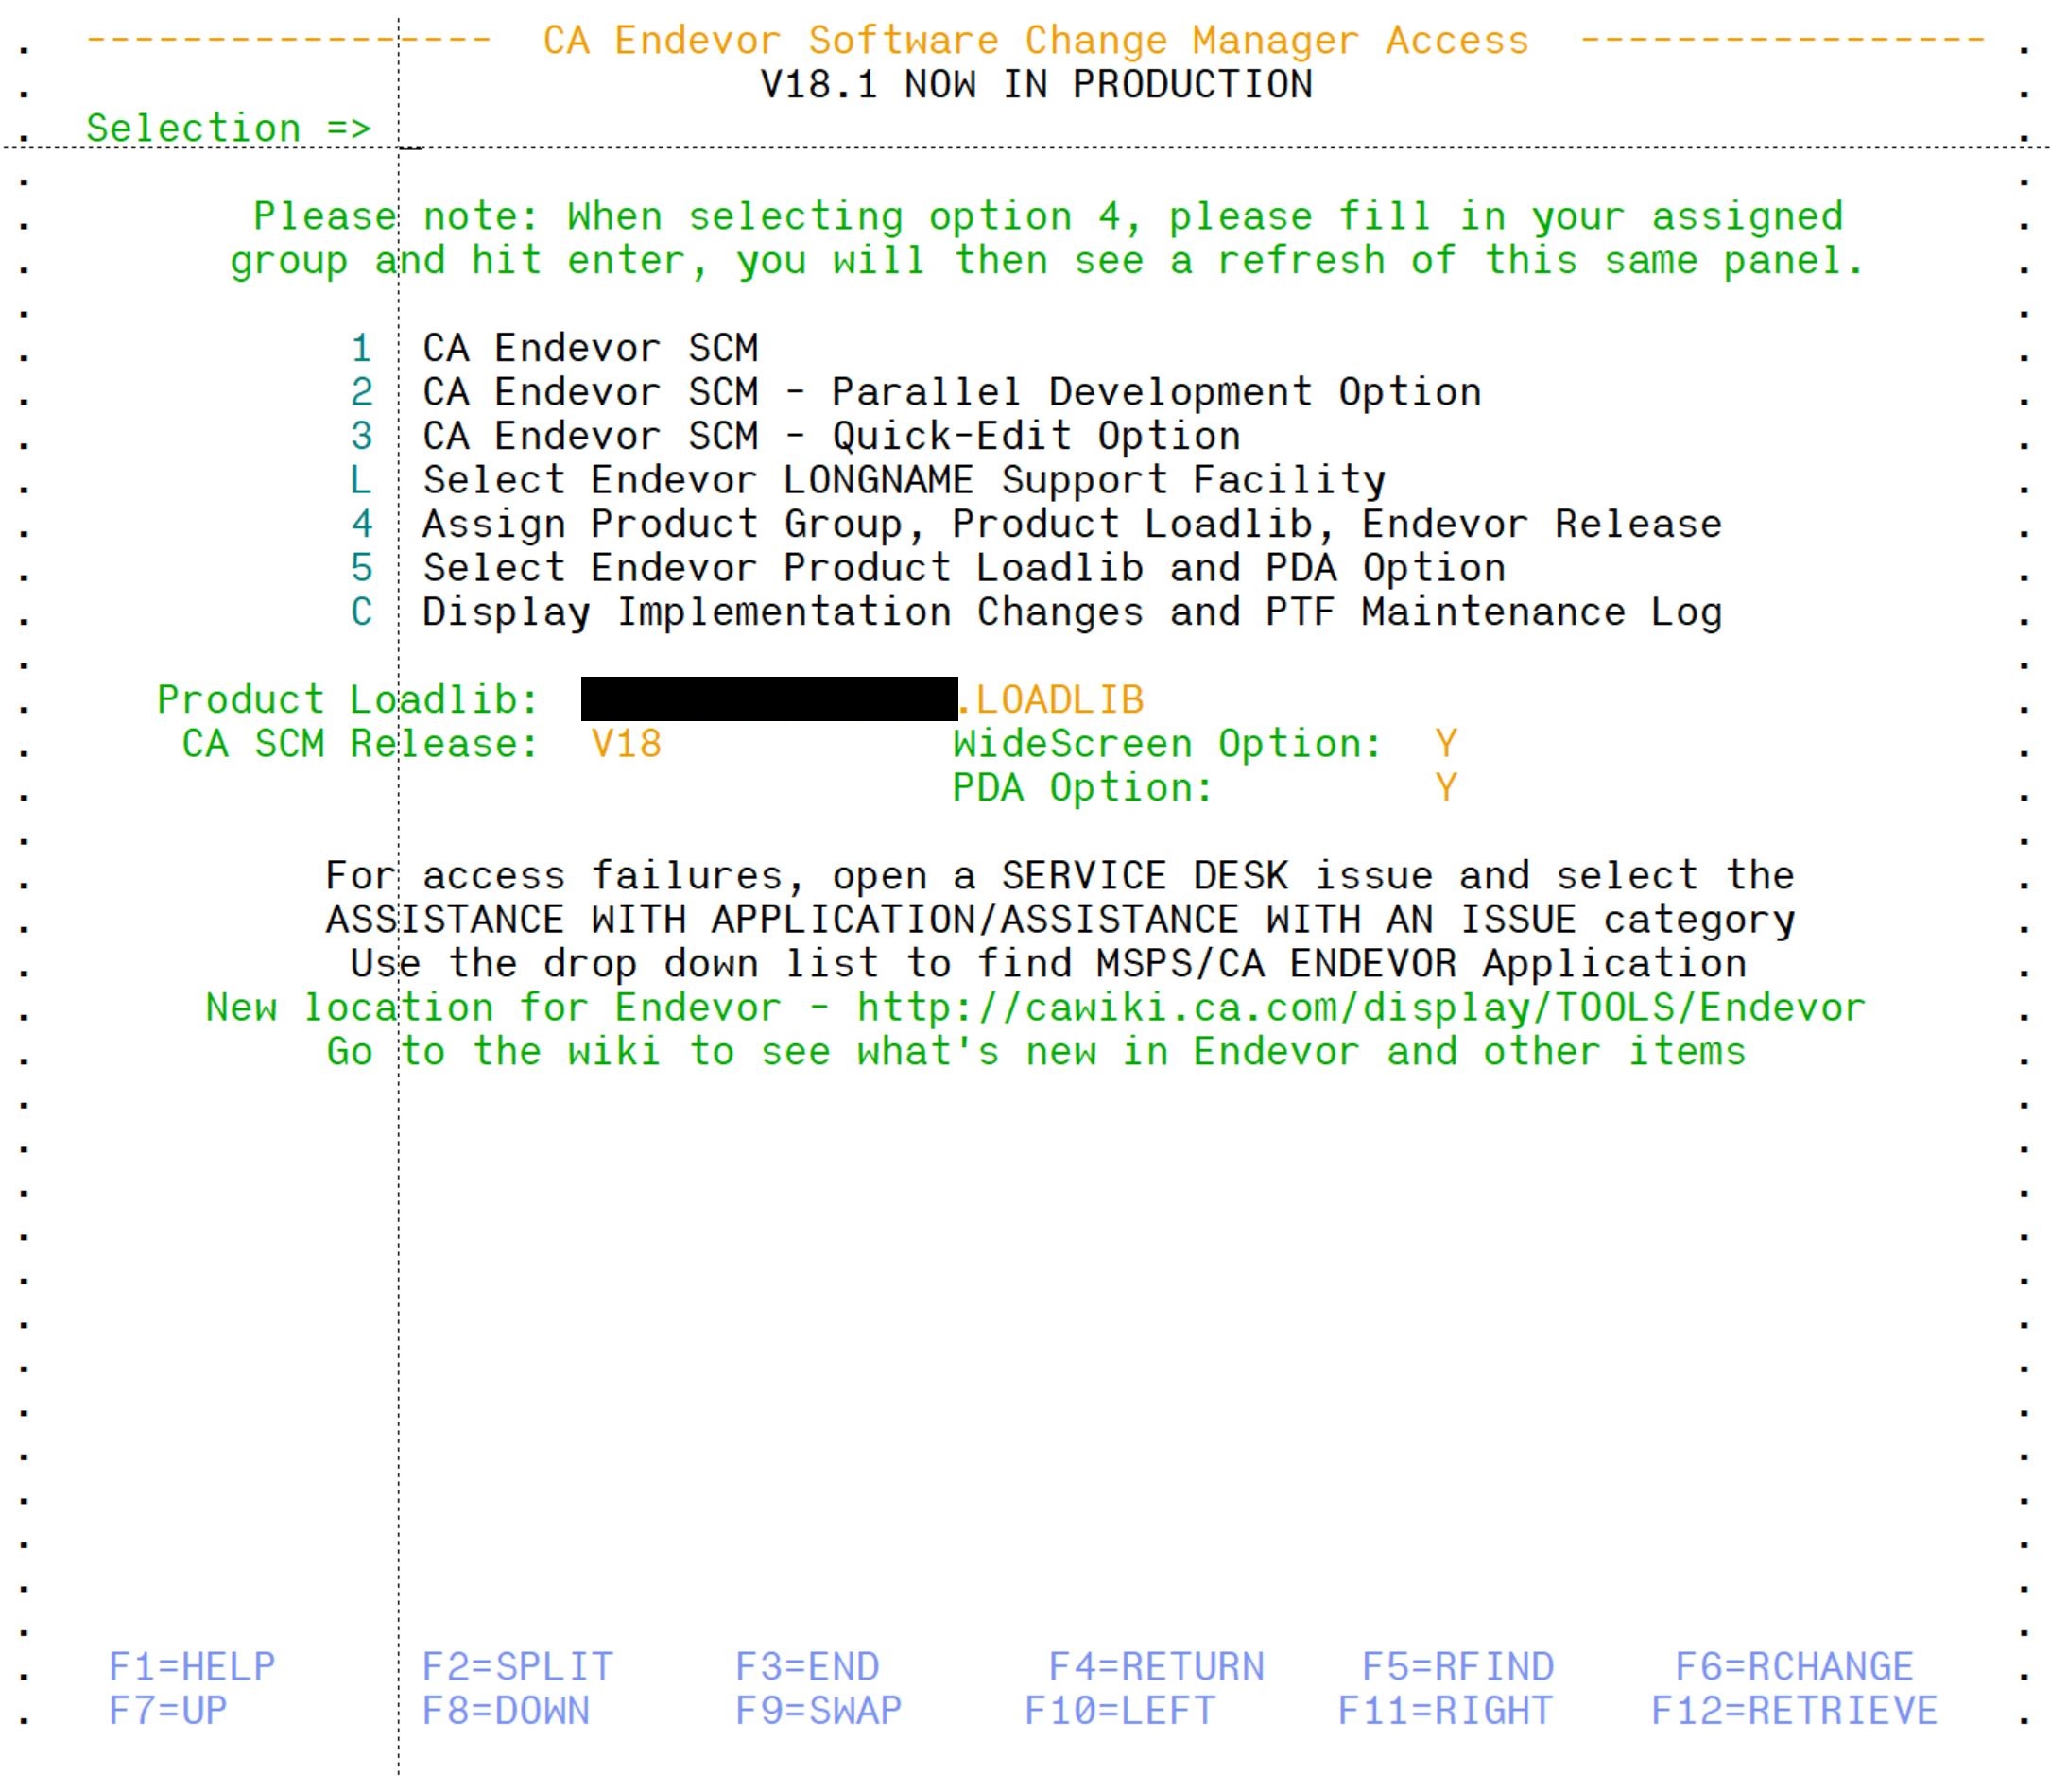 ----------------- CA Endevor Software Change Manager Access -----------------
V18.1 NOW IN PRODUCTION
Selection => _
Please note: When selecting option 4, please fill in your assigned
group and hit enter, you will then see a refresh of this same panel.
1 CA Endevor SCM
2 CA Endevor SCM - Parallel Development Option
3 CA Endevor SCM - Quick-Edit Option
L Select Endevor LONGNAME Support Facility
4 Assign Product Group, Product Loadlib, Endevor Release
5 Select Endevor Product Loadlib and PDA Option
C Display Implementation Changes and PTF Maintenance Log
Product Loadlib: .LOADLIB
CA SCM Release: V18 WideScreen Option: Y
PDA Option: Y
For access failures, open a SERVICE DESK issue and select the
ASSISTANCE WITH APPLICATION/ASSISTANCE WITH AN ISSUE category
Use the drop down list to find MSPS/CA ENDEVOR Application
New location for Endevor - http://cawiki.ca.com/display/TOOLS/Endevor
Go to the wiki to see what's new in Endevor and other items
F1=HELP F2=SPLIT F3=END F4=RETURN F5=RFIND F6=RCHANGE
F7=UP F8=DOWN F9=SWAP F10=LEFT F11=RIGHT F12=RETRIEVE